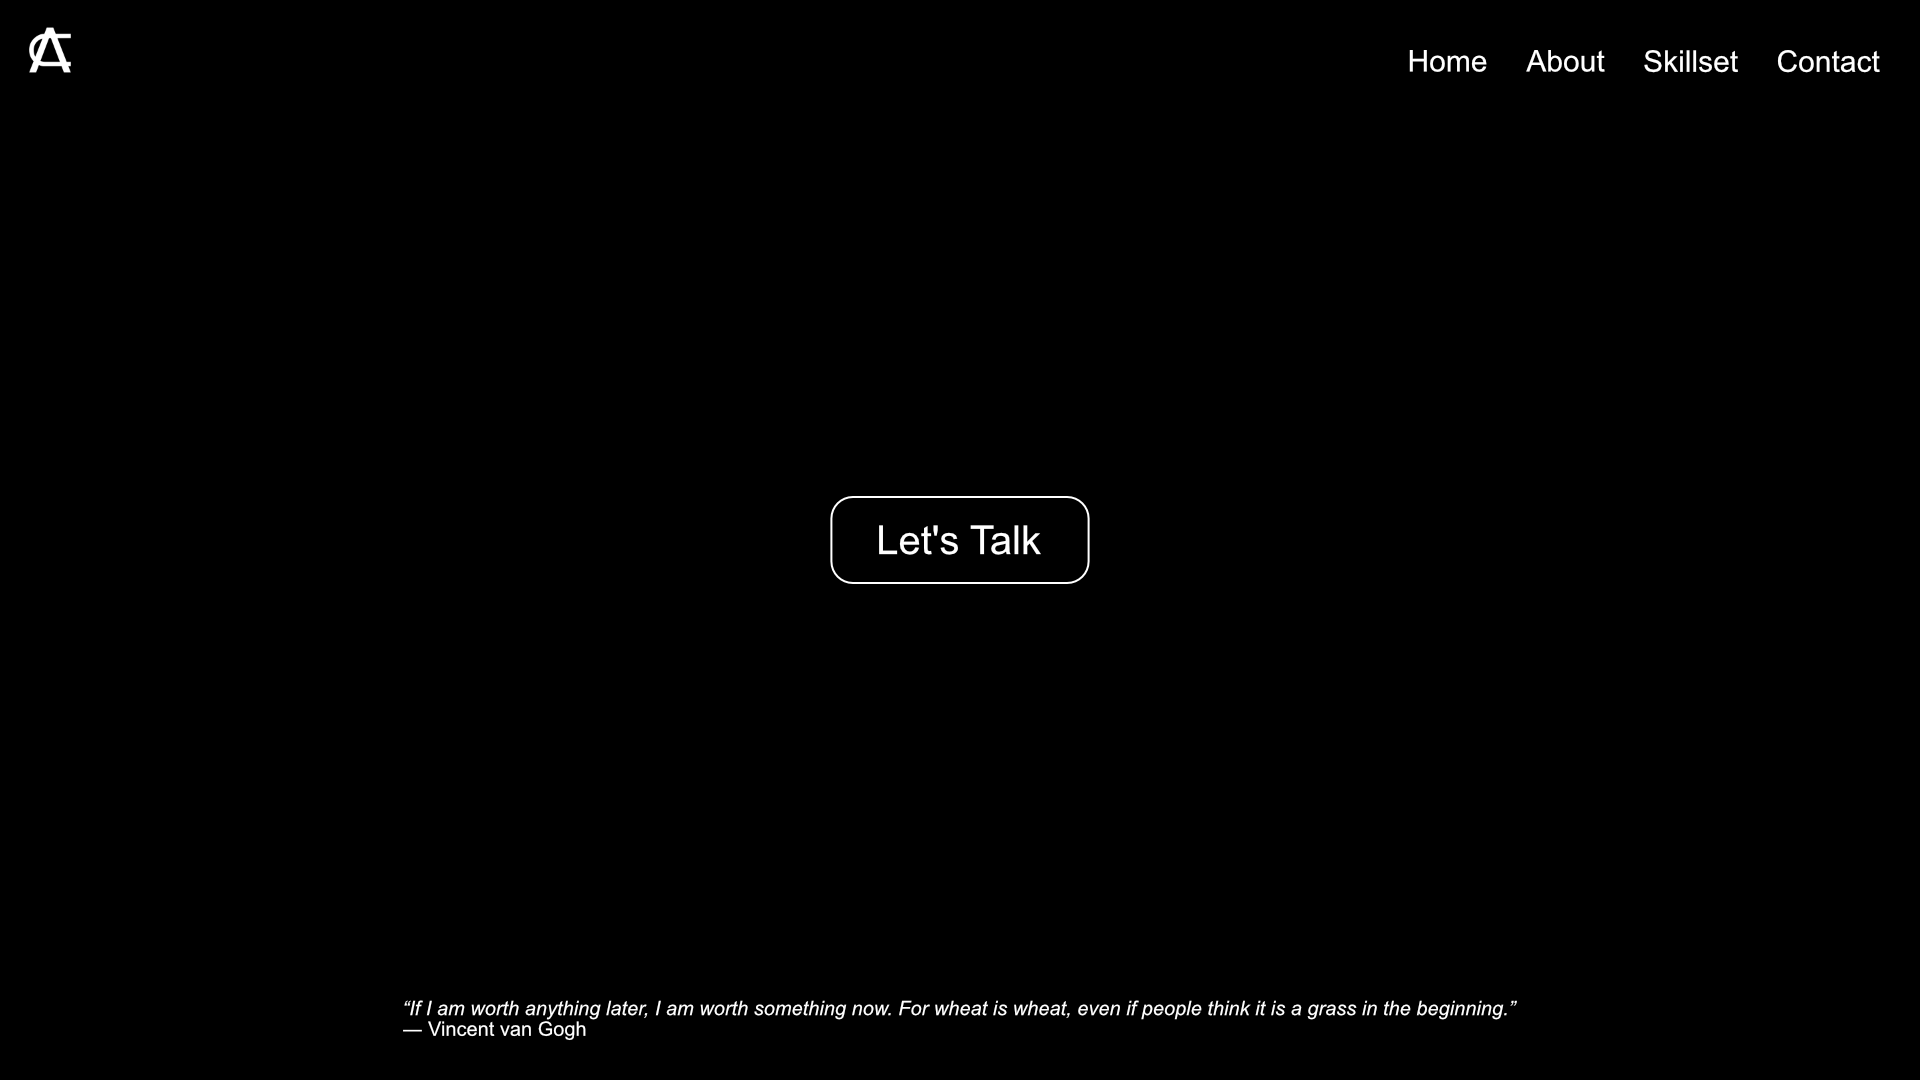 Home About Skillset Contact
Let's Talk
“If I am worth anything later, I am worth something now. For wheat is wheat, even if people think it is a grass in the beginning.”
— Vincent van Gogh